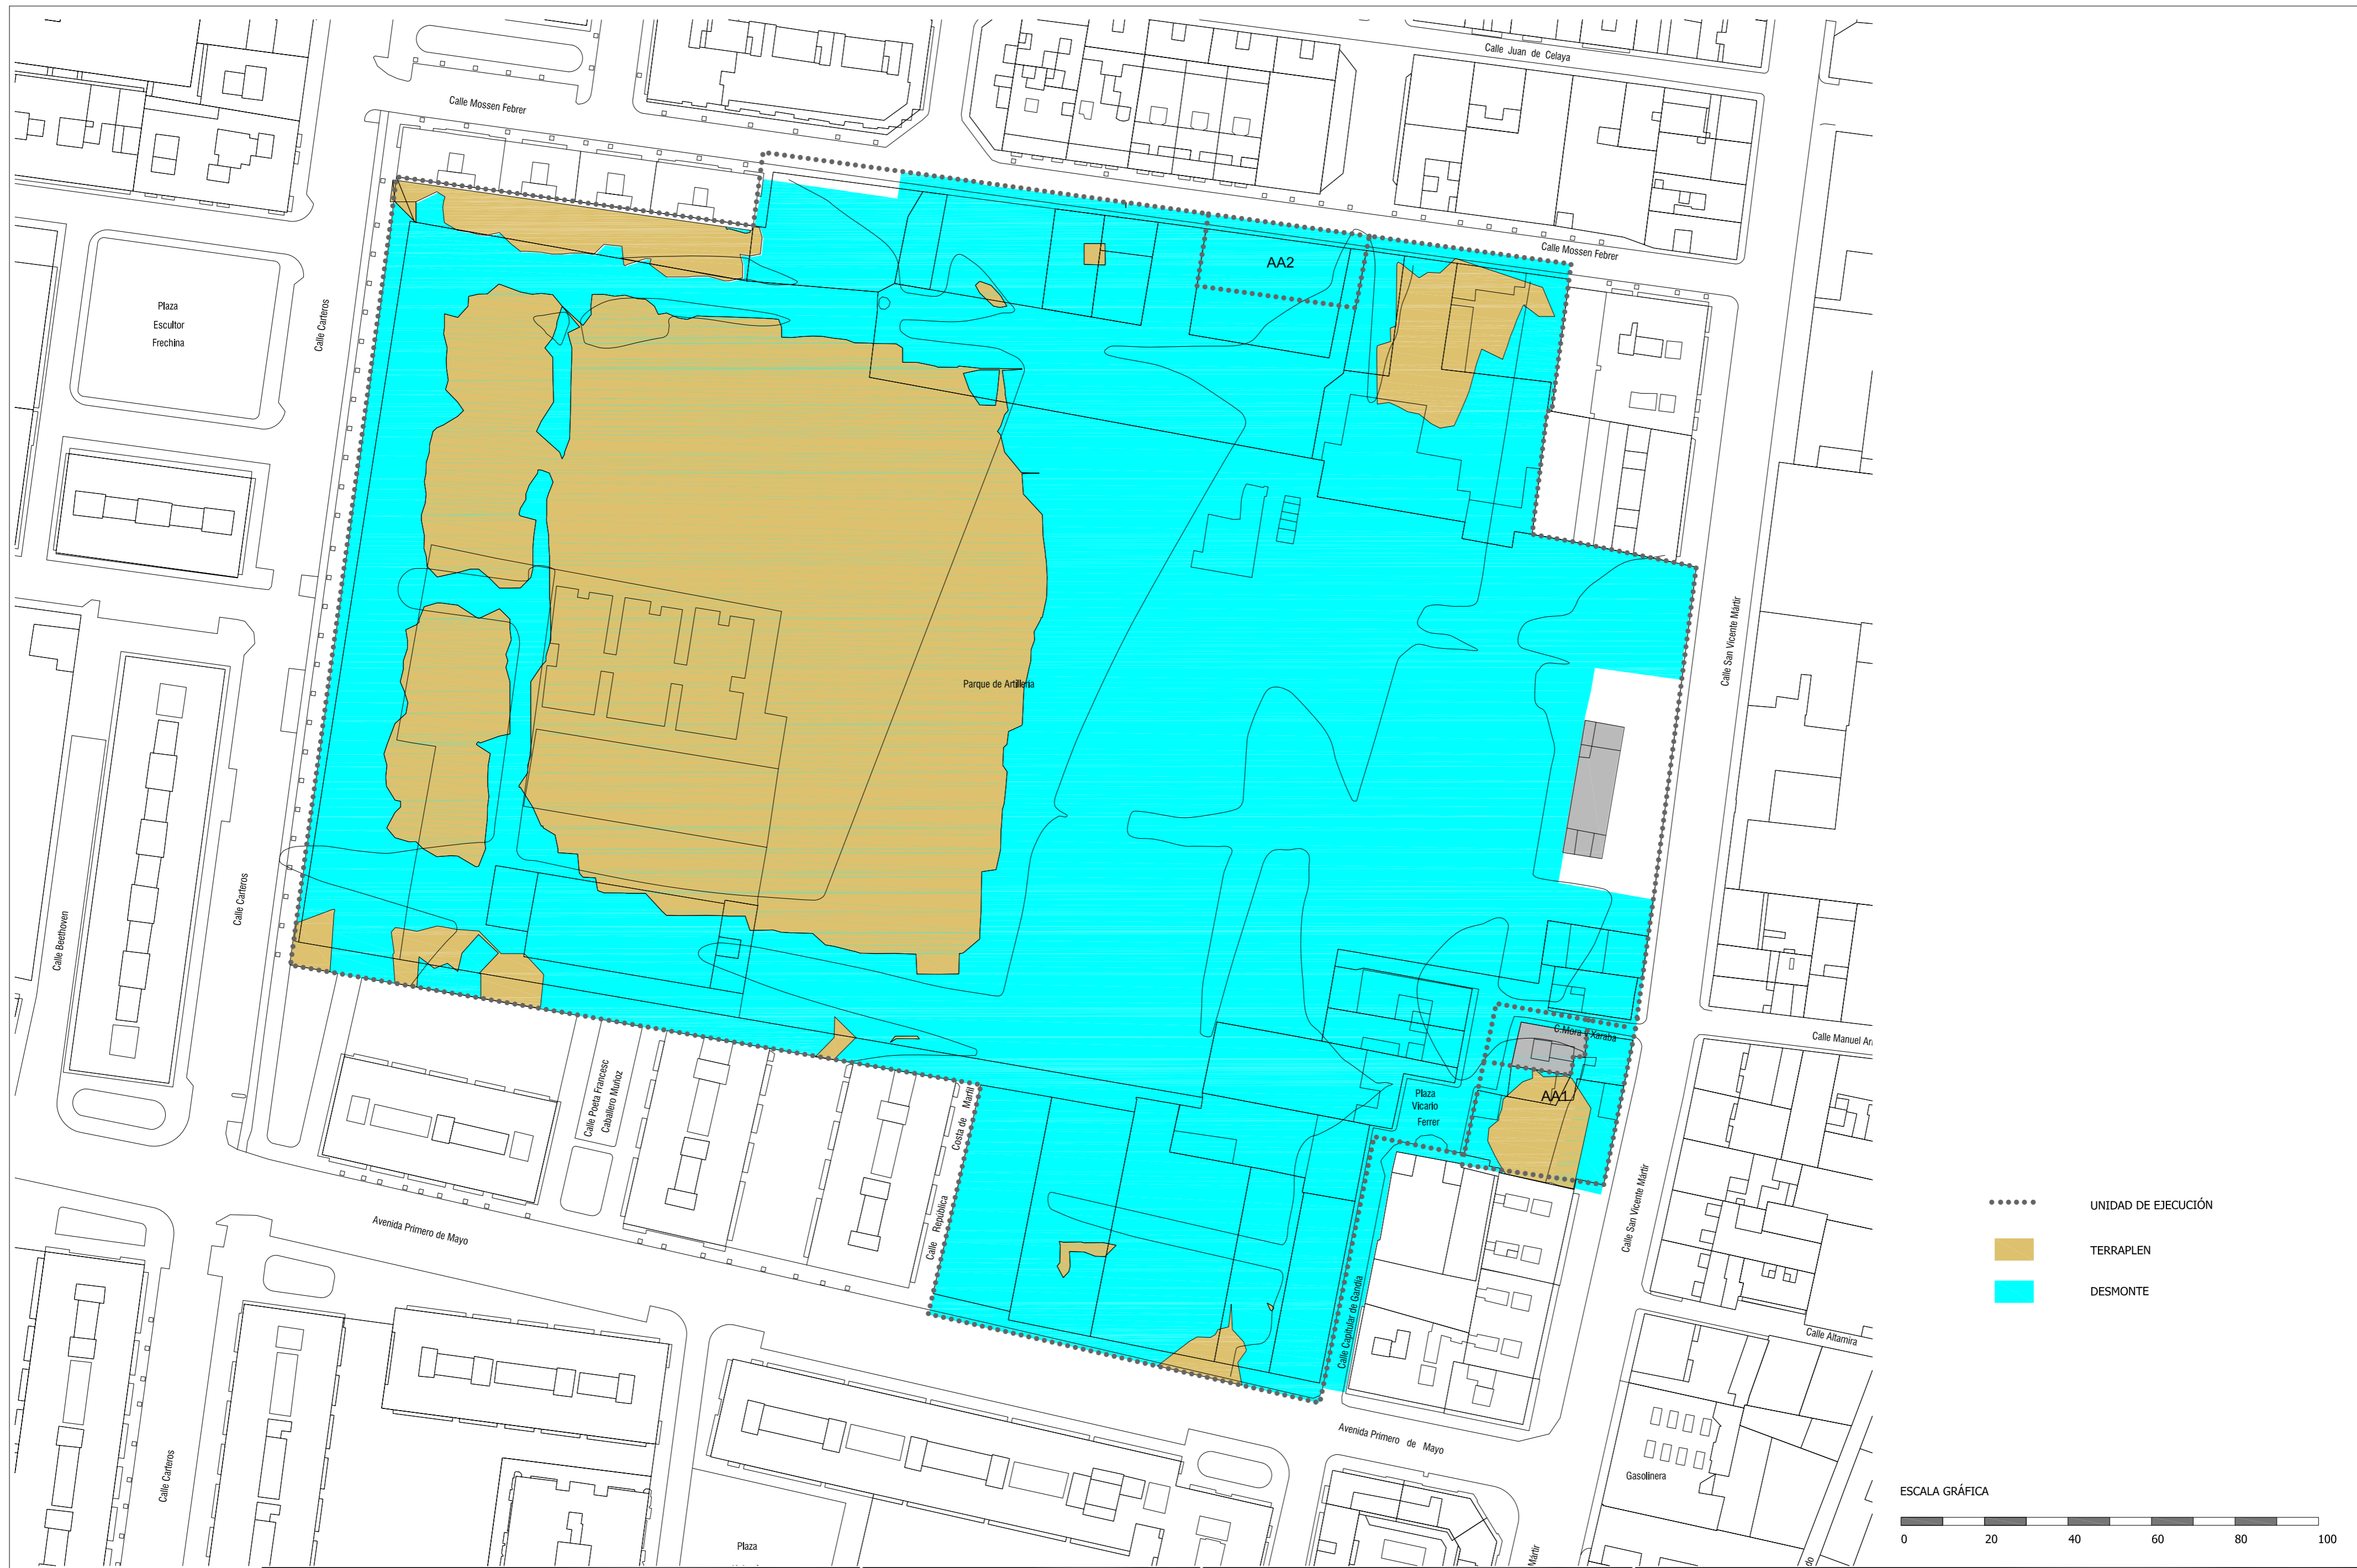 Calle Juan de Celaya
Calle Mossen Febrer
Calle Mossen Febrer
AA2
Plaza
Escultor
Frechina
Calle Carteros
Calle San Vicente Mártir
Parque de Artillería
Calle Carteros
Calle Beethoven
C.Mora y Xaraba
Calle Manuel
AA1
Plaza
Vicario
Ferrer
Calle Poeta Francesc
Caballero Muñoz
Calle República Costa de Marfil
Calle San Vicente Mártir
Avenida Primero de Mayo
Calle Capitular de Gandía
Calle Altamira
UNIDAD DE EJECUCIÓN
TERRAPLEN
DESMONTE
Avenida Primero de Mayo
Calle Carteros
Gasolinera
Plaza
Mártir
ESCALA GRÁFICA
0 20 40 60 80 100